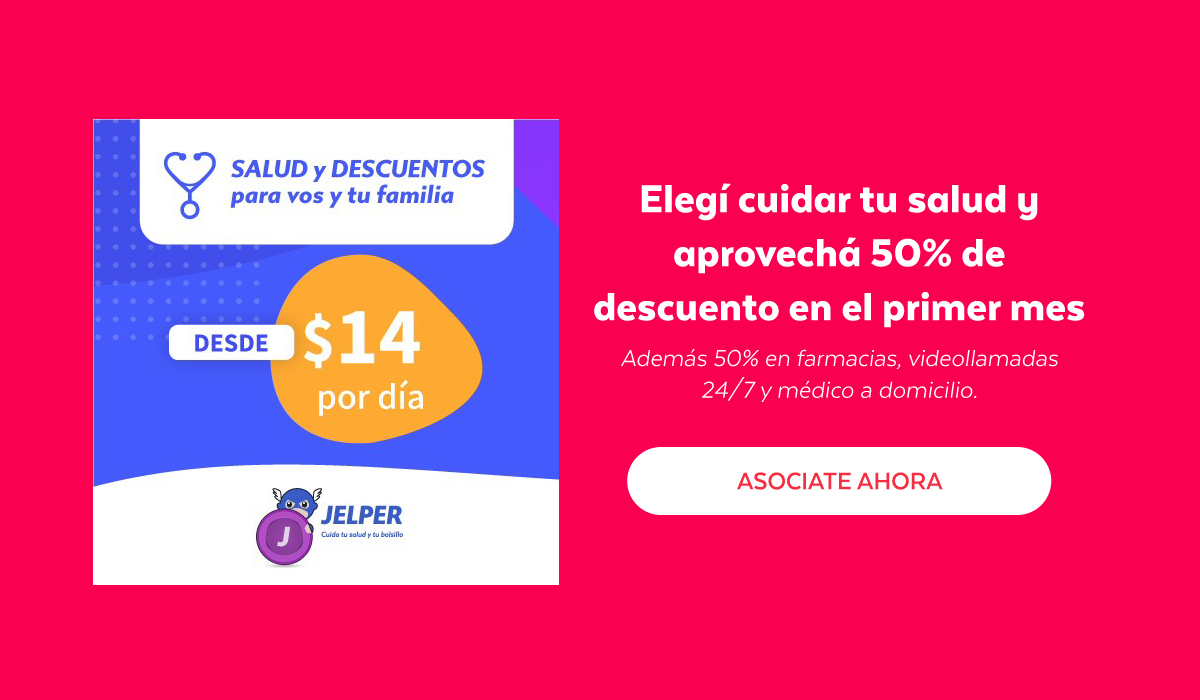 SALUD y DESCUENTOS
para vos y tu familia
DESDE
$14
por día
J
JELPER
Cuida tu salud y tu bolsillo
Elegí cuidar tu salud y
aprovechá 50% de
descuento en el primer mes
Además 50% en farmacias, videollamadas
24/7 y médico a domicilio.
ASOCIATE AHORA